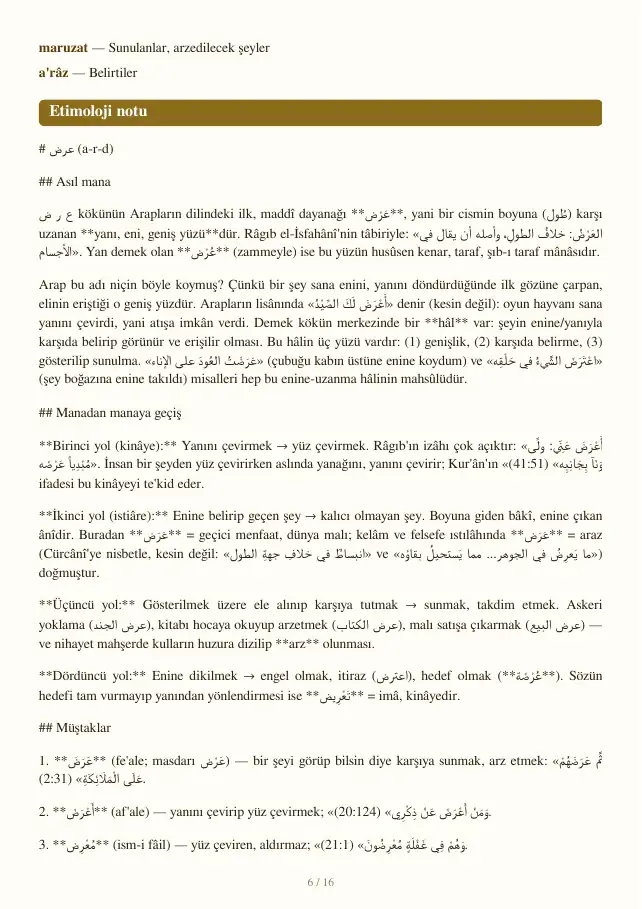 maruzat — Sunulanlar, arzedilecek şeyler
a'râz — Belirtiler
Etimoloji notu
# عرض (a-r-d)
## Asıl mana
ع ر ض kökünün Arapların dilindeki ilk, maddî dayanağı **عَرْض**, yani bir cismin boyuna (طُول) karşı
uzanan **yanı, eni, geniş yüzü**dür. Râgıb el-İsfahânî'nin tâbiriyle: «العَرْضُ: خلافُ الطولِ، وأصله أن يقال في
الأجسام». Yan demek olan **عُرْض** (zammeyle) ise bu yüzün husûsen kenar, taraf, şıb-ı taraf mânâsıdır.
Arap bu adı niçin böyle koymuş? Çünkü bir şey sana enini, yanını döndürdüğünde ilk gözüne çarpan,
elinin eriştiği o geniş yüzdür. Arapların lisânında «أَعْرَضَ لَكَ الصَّيْدُ» denir (kesin değil): oyun hayvanı sana
yanını çevirdi, yani atışa imkân verdi. Demek kökün merkezinde bir **hâl** var: şeyin enine/yanıyla
karşıda belirip görünür ve erişilir olması. Bu hâlin üç yüzü vardır: (1) genişlik, (2) karşıda belirme, (3)
gösterilip sunulma. «عَرَضْتُ العُودَ على الإناء» (çubuğu kabın üstüne enine koydum) ve «اعْتَرَضَ الشَّيءُ في حَلْقِه»
(şey boğazına enine takıldı) misalleri hep bu enine-uzanma hâlinin mahsûlüdür.
## Manadan manaya geçiş
**Birinci yol (kinâye):** Yanını çevirmek → yüz çevirmek. Râgıb'ın izâhı çok açıktır: «أَعْرَضَ عَنِّي: ولَّى
مُبْدِياً عَرْضَه». İnsan bir şeyden yüz çevirirken aslında yanağını, yanını çevirir; Kur'ân'ın «وَنَآ بِجَانِبِه» (41:51)
ifadesi bu kinâyeyi te'kid eder.
**İkinci yol (istiâre):** Enine belirip geçen şey → kalıcı olmayan şey. Boyuna giden bâkî, enine çıkan
ânîdir. Buradan **عَرَض** = geçici menfaat, dünya malı; kelâm ve felsefe ıstılâhında **عَرَض** = araz
(Cürcânî'ye nisbetle, kesin değil: «انبساطٌ في خلافِ جهةِ الطول» ve «ما يَعرِضُ في الجوهر... مما يَستحيلُ بقاؤه»)
doğmuştur.
**Üçüncü yol:** Gösterilmek üzere ele alınıp karşıya tutmak → sunmak, takdim etmek. Askeri
yoklama (عرض الجند), kitabı hocaya okuyup arzetmek (عرض الكتاب), malı satışa çıkarmak (عرض البيع) —
ve nihayet mahşerde kulların huzura dizilip **arz** olunması.
**Dördüncü yol:** Enine dikilmek → engel olmak, itiraz (اعترض), hedef olmak (**عُرْضَة**). Sözün
hedefi tam vurmayıp yanından yönlendirmesi ise **تَعْرِيض** = imâ, kinâyedir.
## Müştaklar
1. **عَرَضَ** (fe'ale; masdarı عَرْض) — bir şeyi görüp bilsin diye karşıya sunmak, arz etmek: «ثُمَّ عَرَضَهُمْ
عَلَى الْمَلَائِكَةِ» (2:31).
2. **أَعْرَضَ** (af'ale) — yanını çevirip yüz çevirmek; «وَمَنْ أَعْرَضَ عَنْ ذِكْرِي» (20:124).
3. **مُعْرِض** (ism-i fâil) — yüz çeviren, aldırmaz; «وَهُمْ فِي غَفْلَةٍ مُعْرِضُونَ» (21:1).
6 / 16